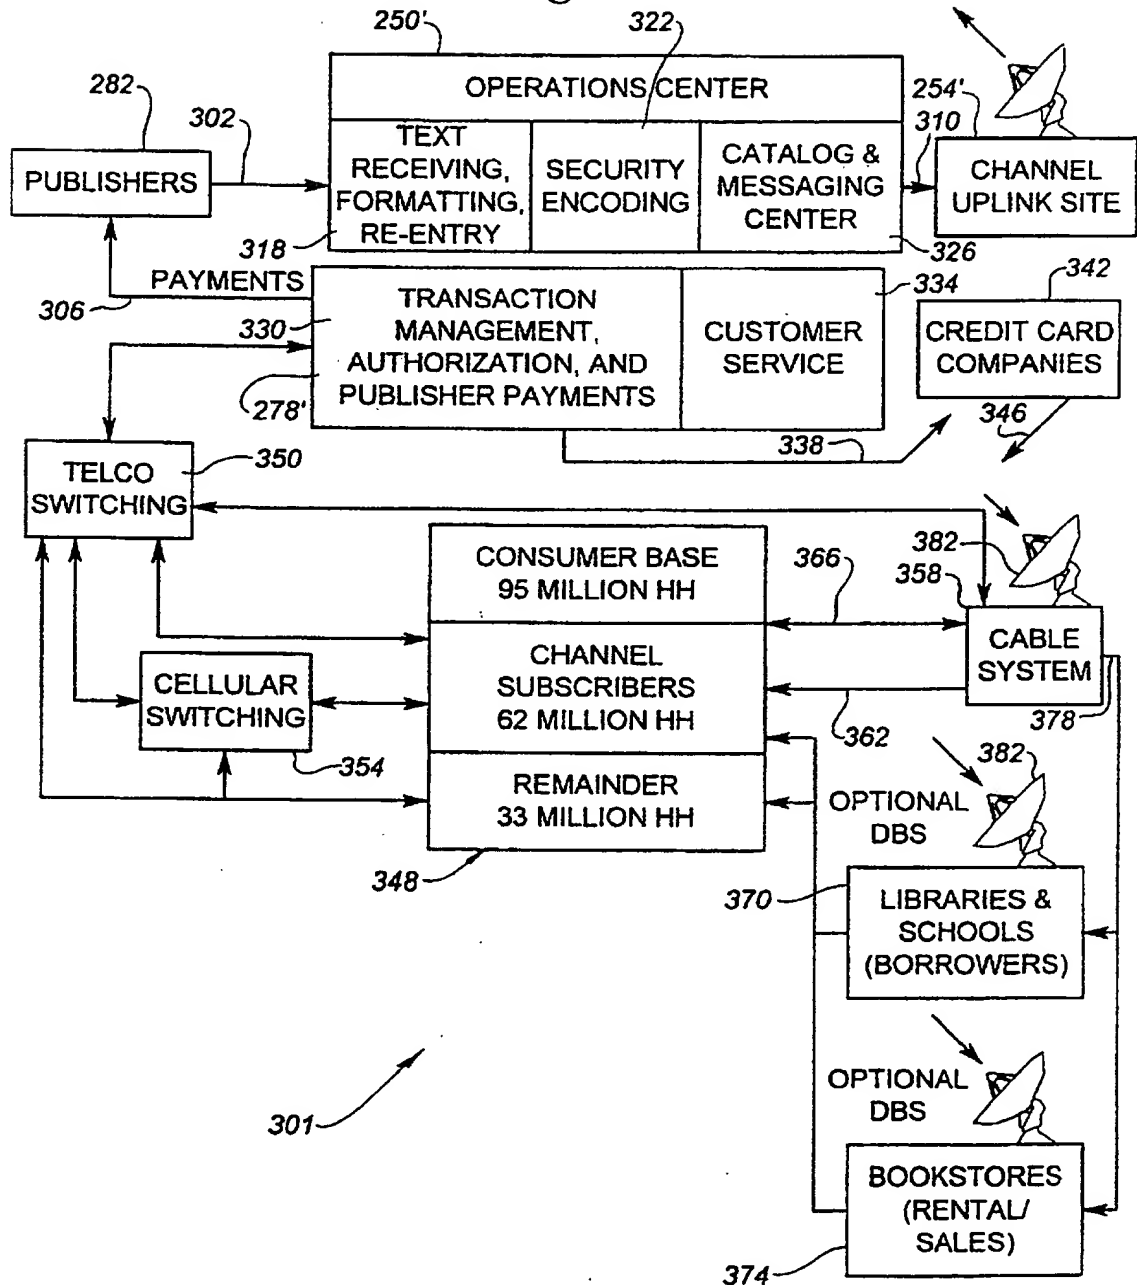 250'
322
282
302
OPERATIONS CENTER
254'
310
PUBLISHERS
TEXT
RECEIVING,
FORMATTING,
RE-ENTRY
318
SECURITY
ENCODING
CATALOG &
MESSAGING
CENTER
326
CHANNEL
UPLINK SITE
PAYMENTS
306
330
TRANSACTION
MANAGEMENT,
AUTHORIZATION, AND
PUBLISHER PAYMENTS
278'
CUSTOMER
SERVICE
334
342
CREDIT CARD
COMPANIES
338
346
TELCO
SWITCHING
350
CONSUMER BASE
95 MILLION HH
366
382
358
CABLE
SYSTEM
CHANNEL
SUBSCRIBERS
62 MILLION HH
CELLULAR
SWITCHING
354
362
378
REMAINDER
33 MILLION HH
348
382
OPTIONAL
DBS
370
LIBRARIES &
SCHOOLS
(BORROWERS)
301
OPTIONAL
DBS
BOOKSTORES
(RENTAL/
SALES)
374